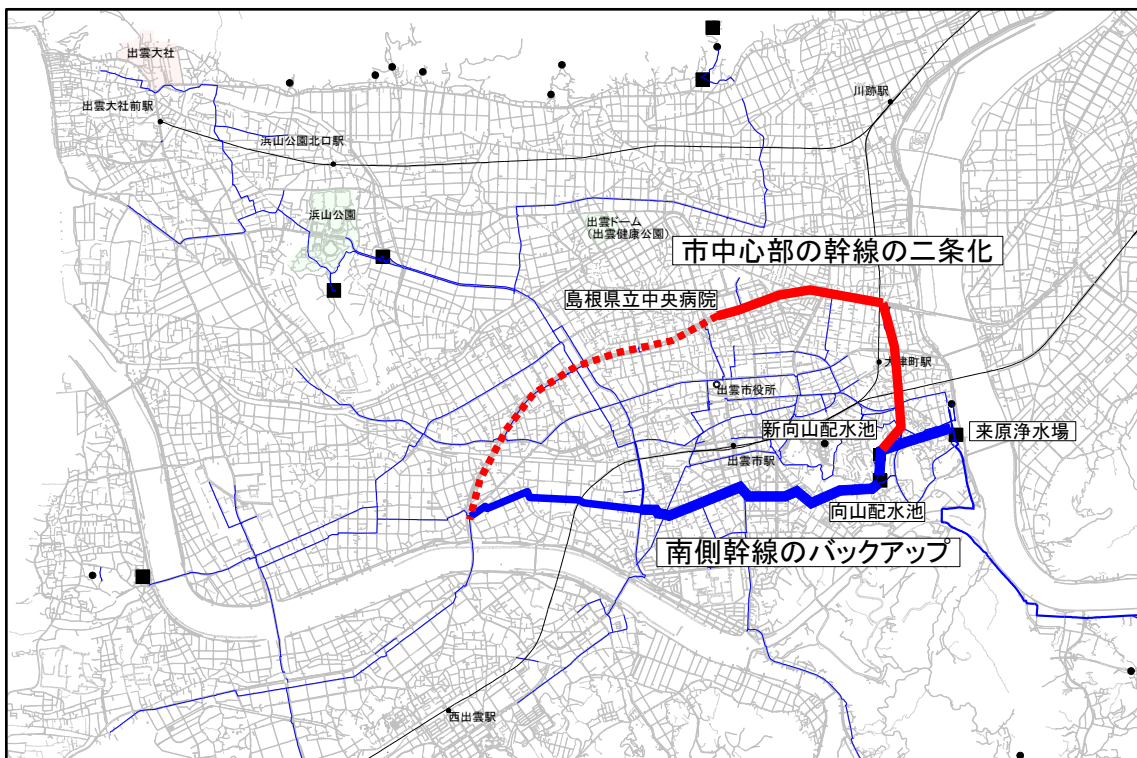 出雲大社
出雲大社前駅
川跡駅
浜山公園北口駅
浜山公園
出雲ドーム
(出雲健康公園)
市中心部の幹線の二条化
島根県立中央病院
大津町駅
出雲市役所
新向山配水池
来原浄水場
出雲市駅
向山配水池
南側幹線のバックアップ
西出雲駅